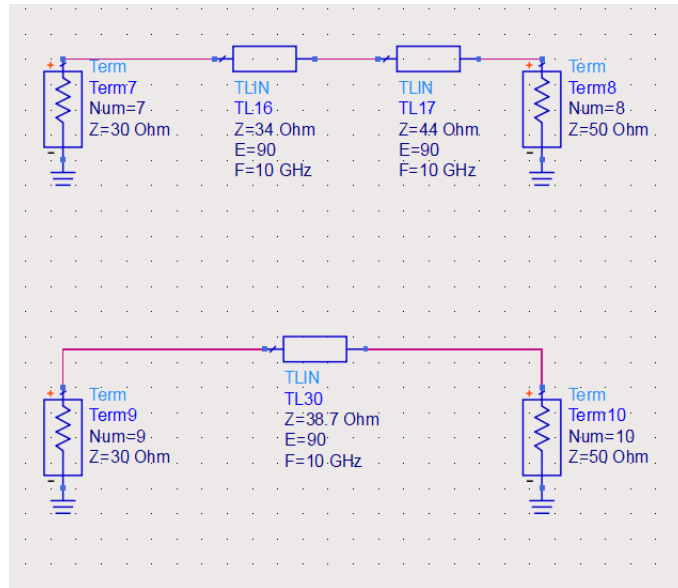 Term
Term7
Num=7
Z=30 Ohm
TLIN
TL16
Z=34 Ohm
E=90
F=10 GHz
TLIN
TL17
Z=44 Ohm
E=90
F=10 GHz
Term
Term8
Num=8
Z=50 Ohm
Term
Term9
Num=9
Z=30 Ohm
TLIN
TL30
Z=38.7 Ohm
E=90
F=10 GHz
Term
Term10
Num=10
Z=50 Ohm